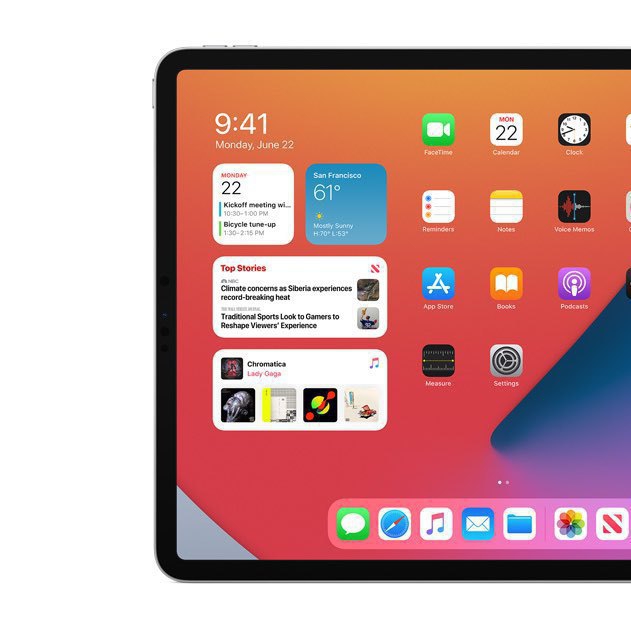 9:41
Monday, June 22
MONDAY
22
Kickoff meeting wi...
10:30–1:00 PM
Bicycle tune-up
1:30–2:15 PM
San Francisco
61°
Mostly Sunny
H:70° L:53°
Top Stories
NBC
Climate concerns as Siberia experiences
record-breaking heat
Traditional Sports Look to Gamers to
Reshape Viewers' Experience
Chromatica
Lady Gaga
FaceTime
MON
22
Calendar
Clock
Reminders
Notes
Voice Memos
App Store
Books
Podcasts
Measure
Settings